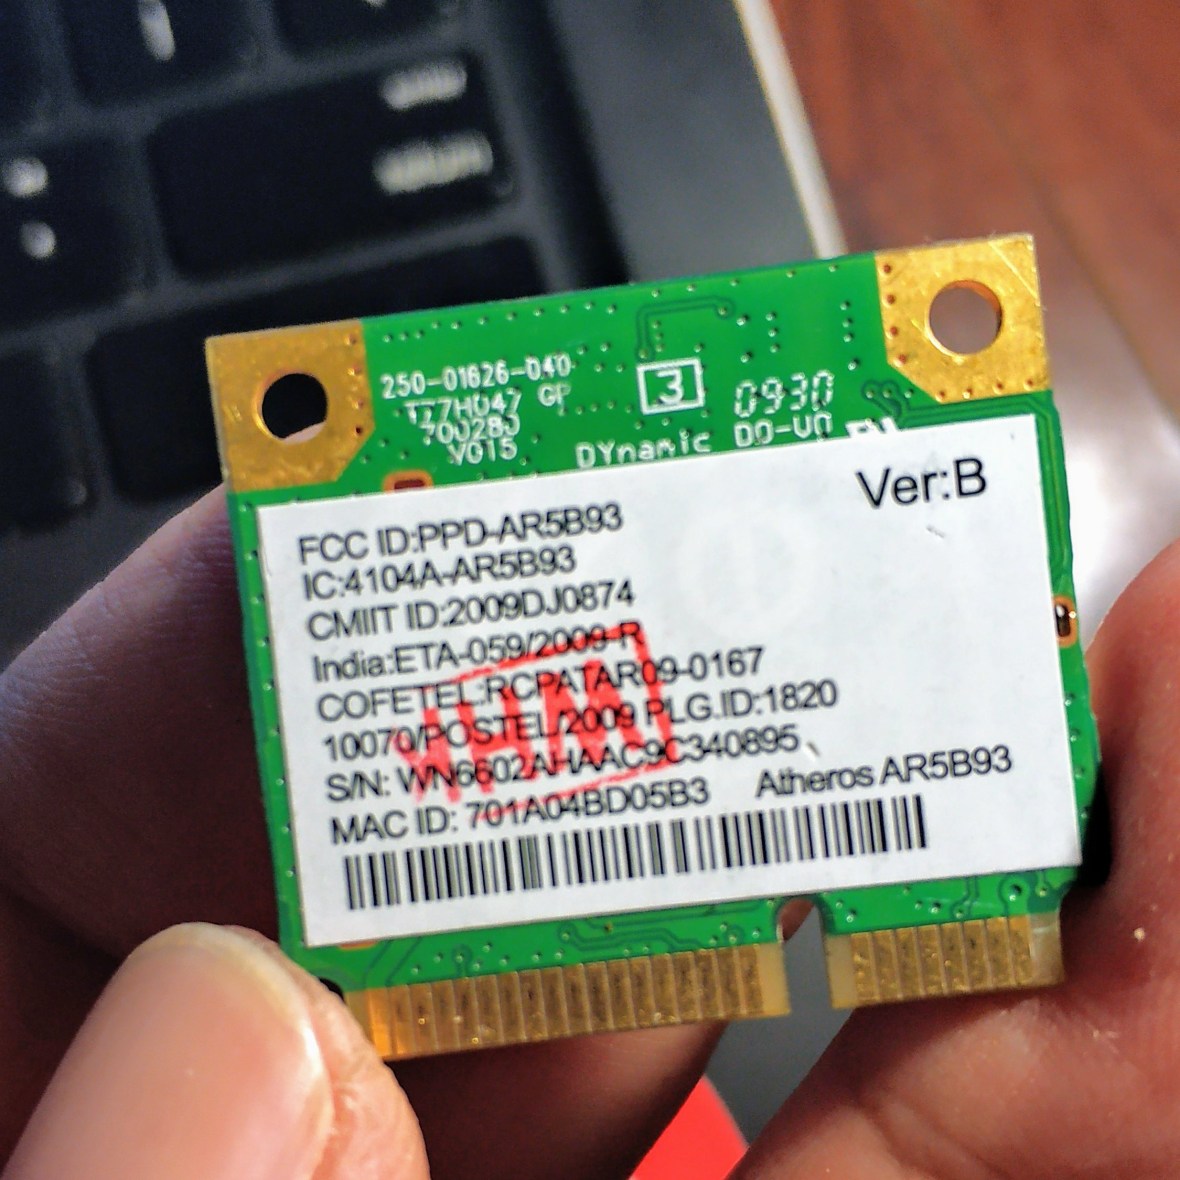 250-01626-040
T77H047 GP
V015
3
0930
DYnamic
Ver:B
FCC ID:PPD-AR5B93
IC:4104A-AR5B93
CMIIT ID:2009DJ0874
India:ETA-059/2009-R
COFETEL:RCPATAR09-0167
10070/POSTEL/2009 PLG.ID:1820
S/N: WN6602AHAAC9C340895
MAC ID: 701A04BD05B3 Atheros AR5B93